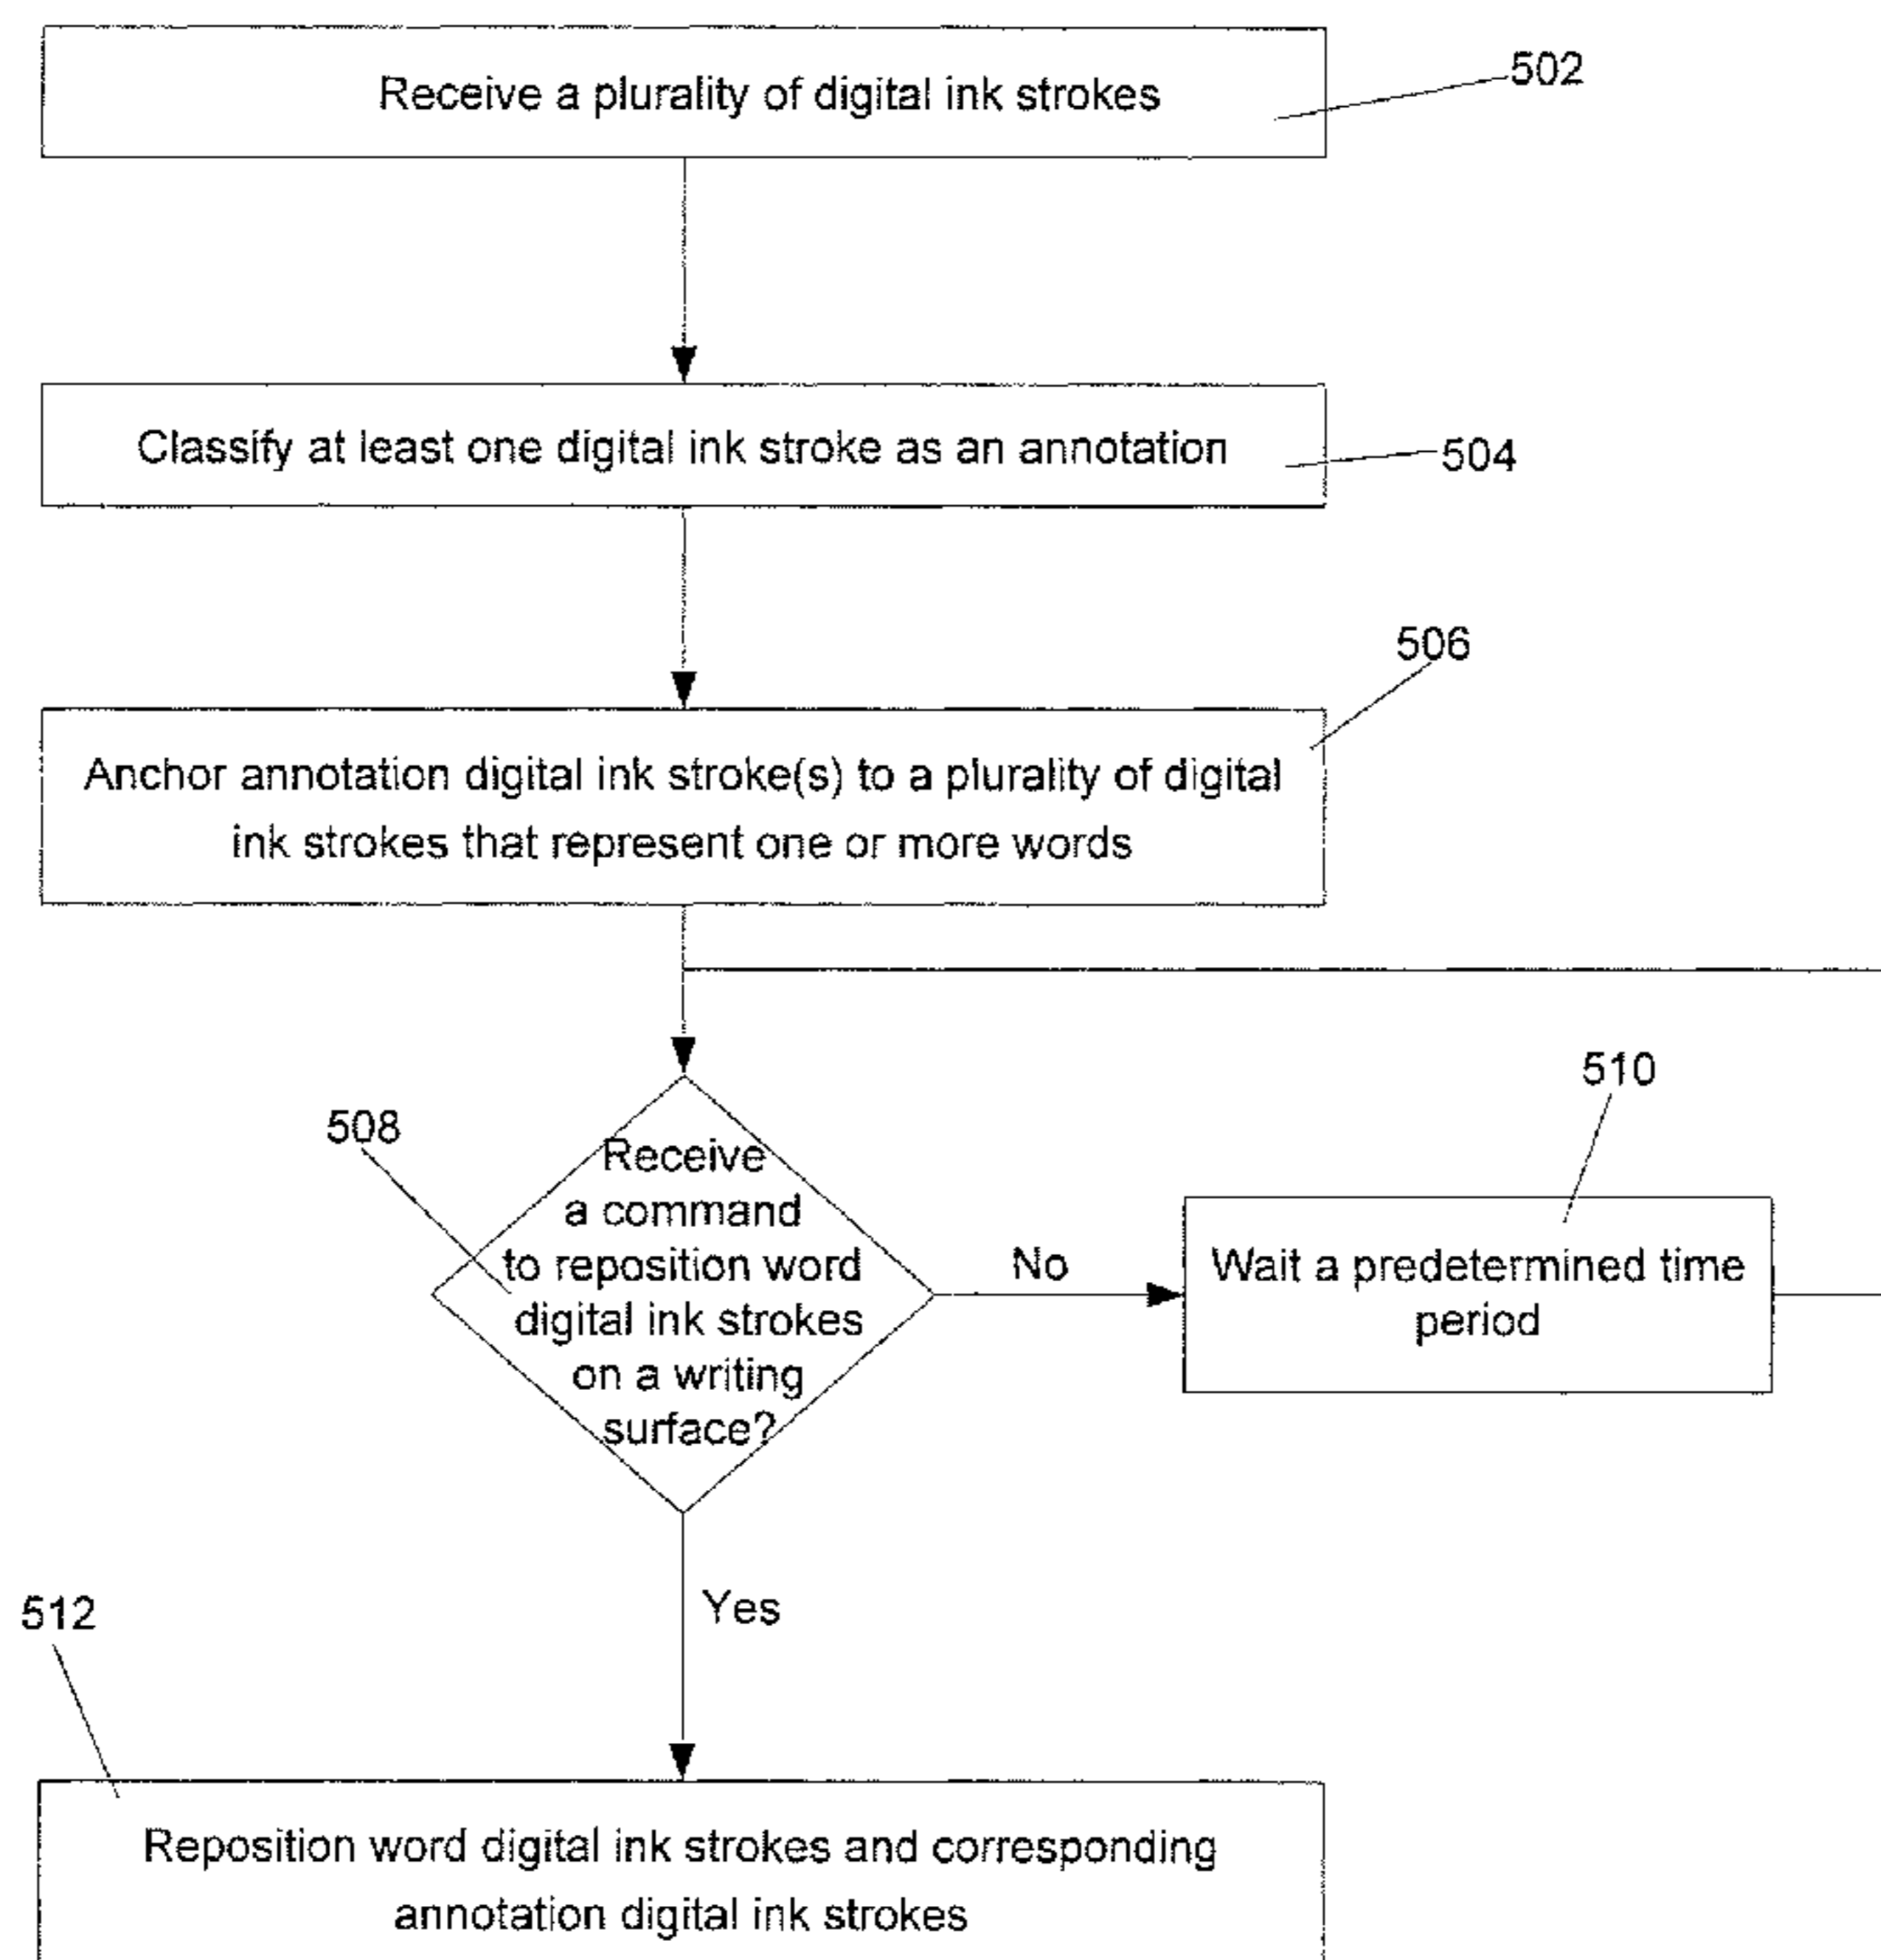 Receive a plurality of digital ink strokes
502
Classify at least one digital ink stroke as an annotation
504
506
Anchor annotation digital ink stroke(s) to a plurality of digital
ink strokes that represent one or more words
508
Receive
a command
to reposition word
digital ink strokes
on a writing
surface?
No
510
Wait a predetermined time
period
Yes
512
Reposition word digital ink strokes and corresponding
annotation digital ink strokes